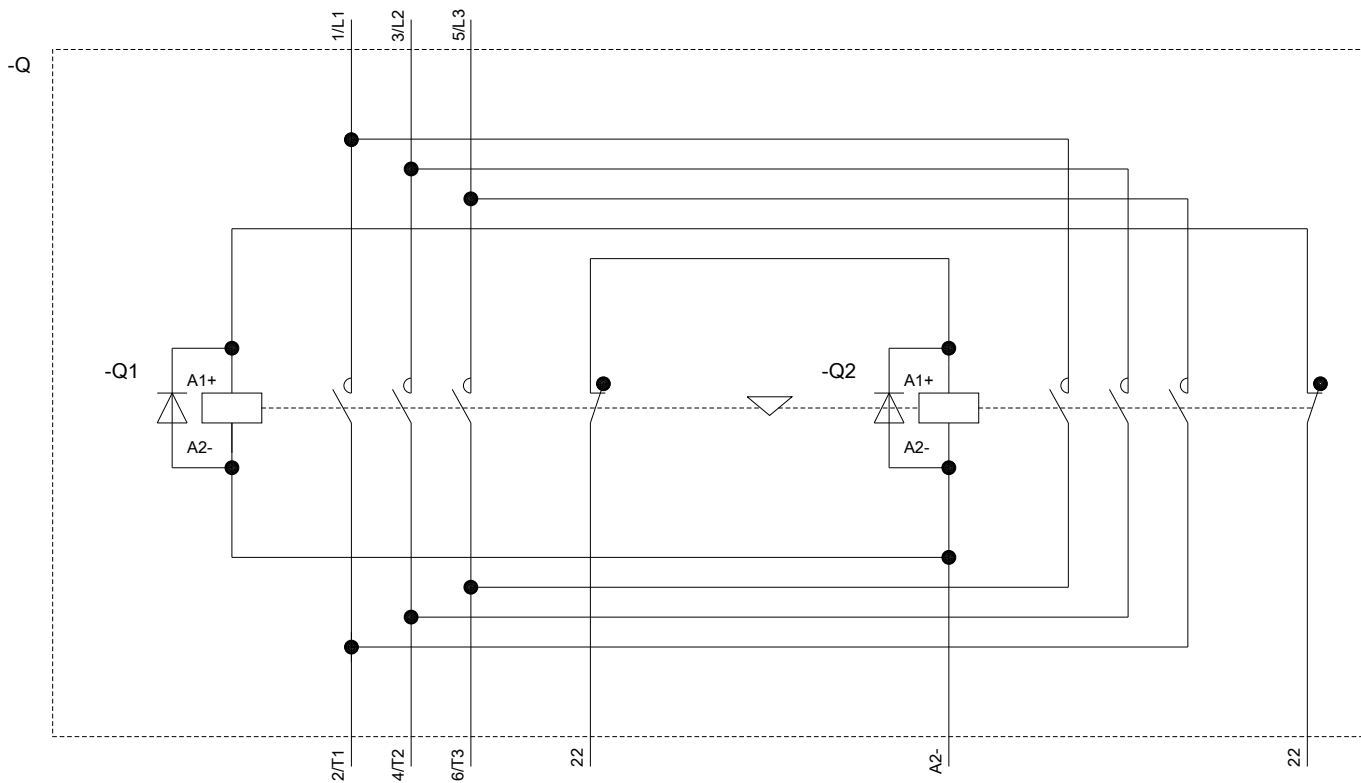 1/L1
3/L2
5/L3
-Q
-Q1
A1+
A2-
-Q2
A1+
A2-
2/T1
4/T2
6/T3
22
A2-
22